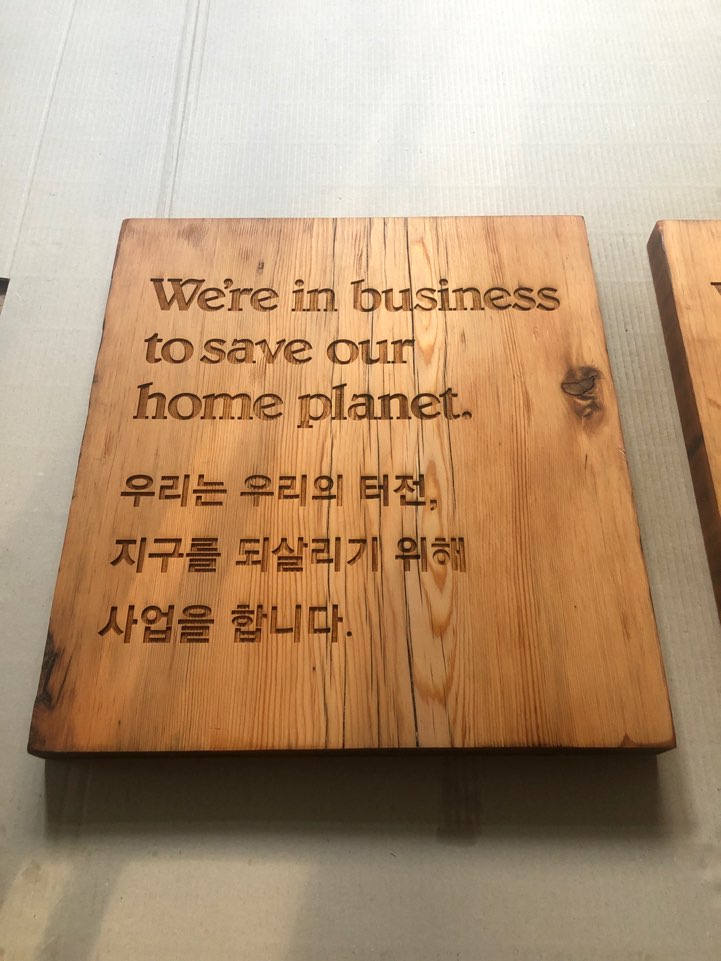 We're in business
to save our
home planet.
우리는 우리의 터전,
지구를 되살리기 위해
사업을 합니다.